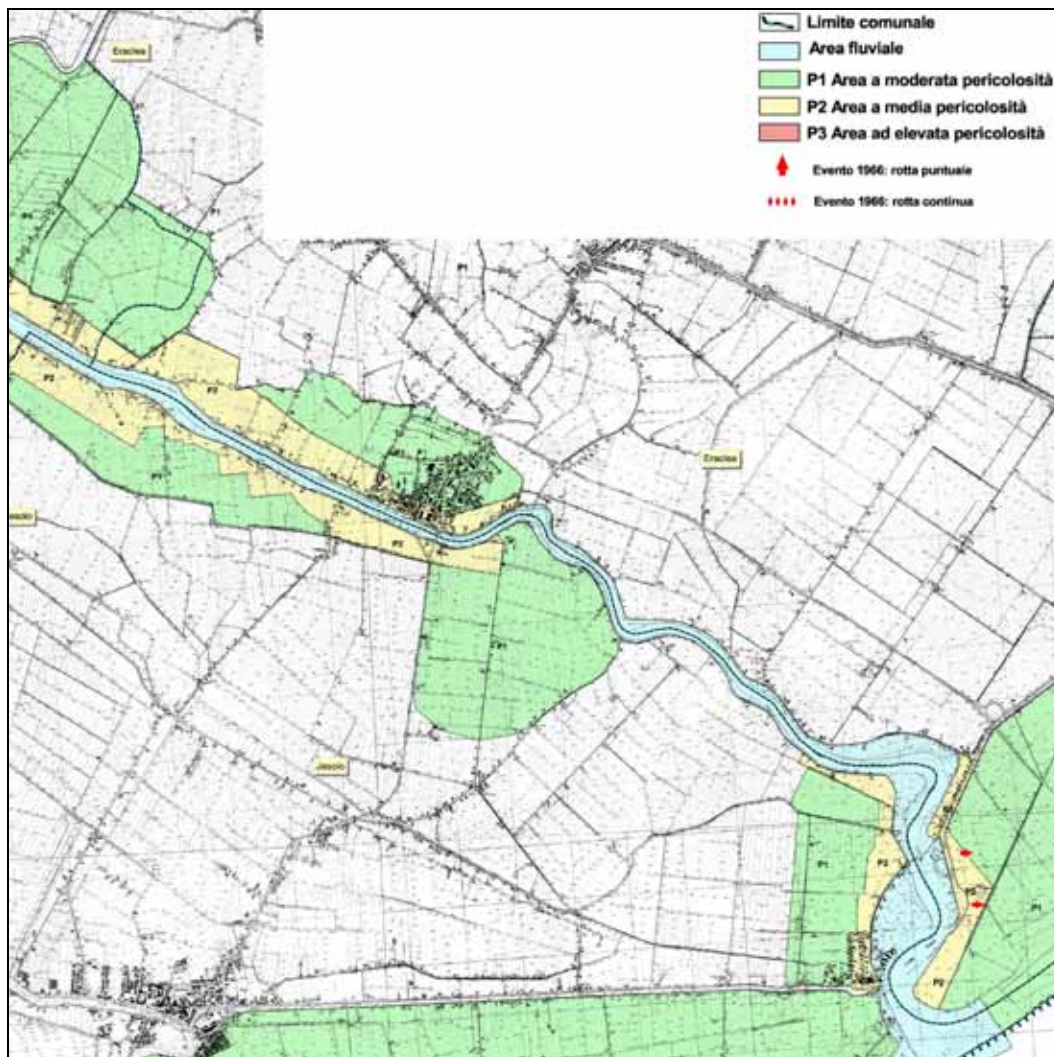 Limite comunale
Area fluviale
P1 Area a moderata pericolosità
P2 Area a media pericolosità
P3 Area ad elevata pericolosità
Evento 1966: rotta puntuale
Evento 1966: rotta continua
Eraclea
P1
P1
P2
P2
P1
Eraclea
P2
P1
Jesolo
P1
P2
P2
P1
P2